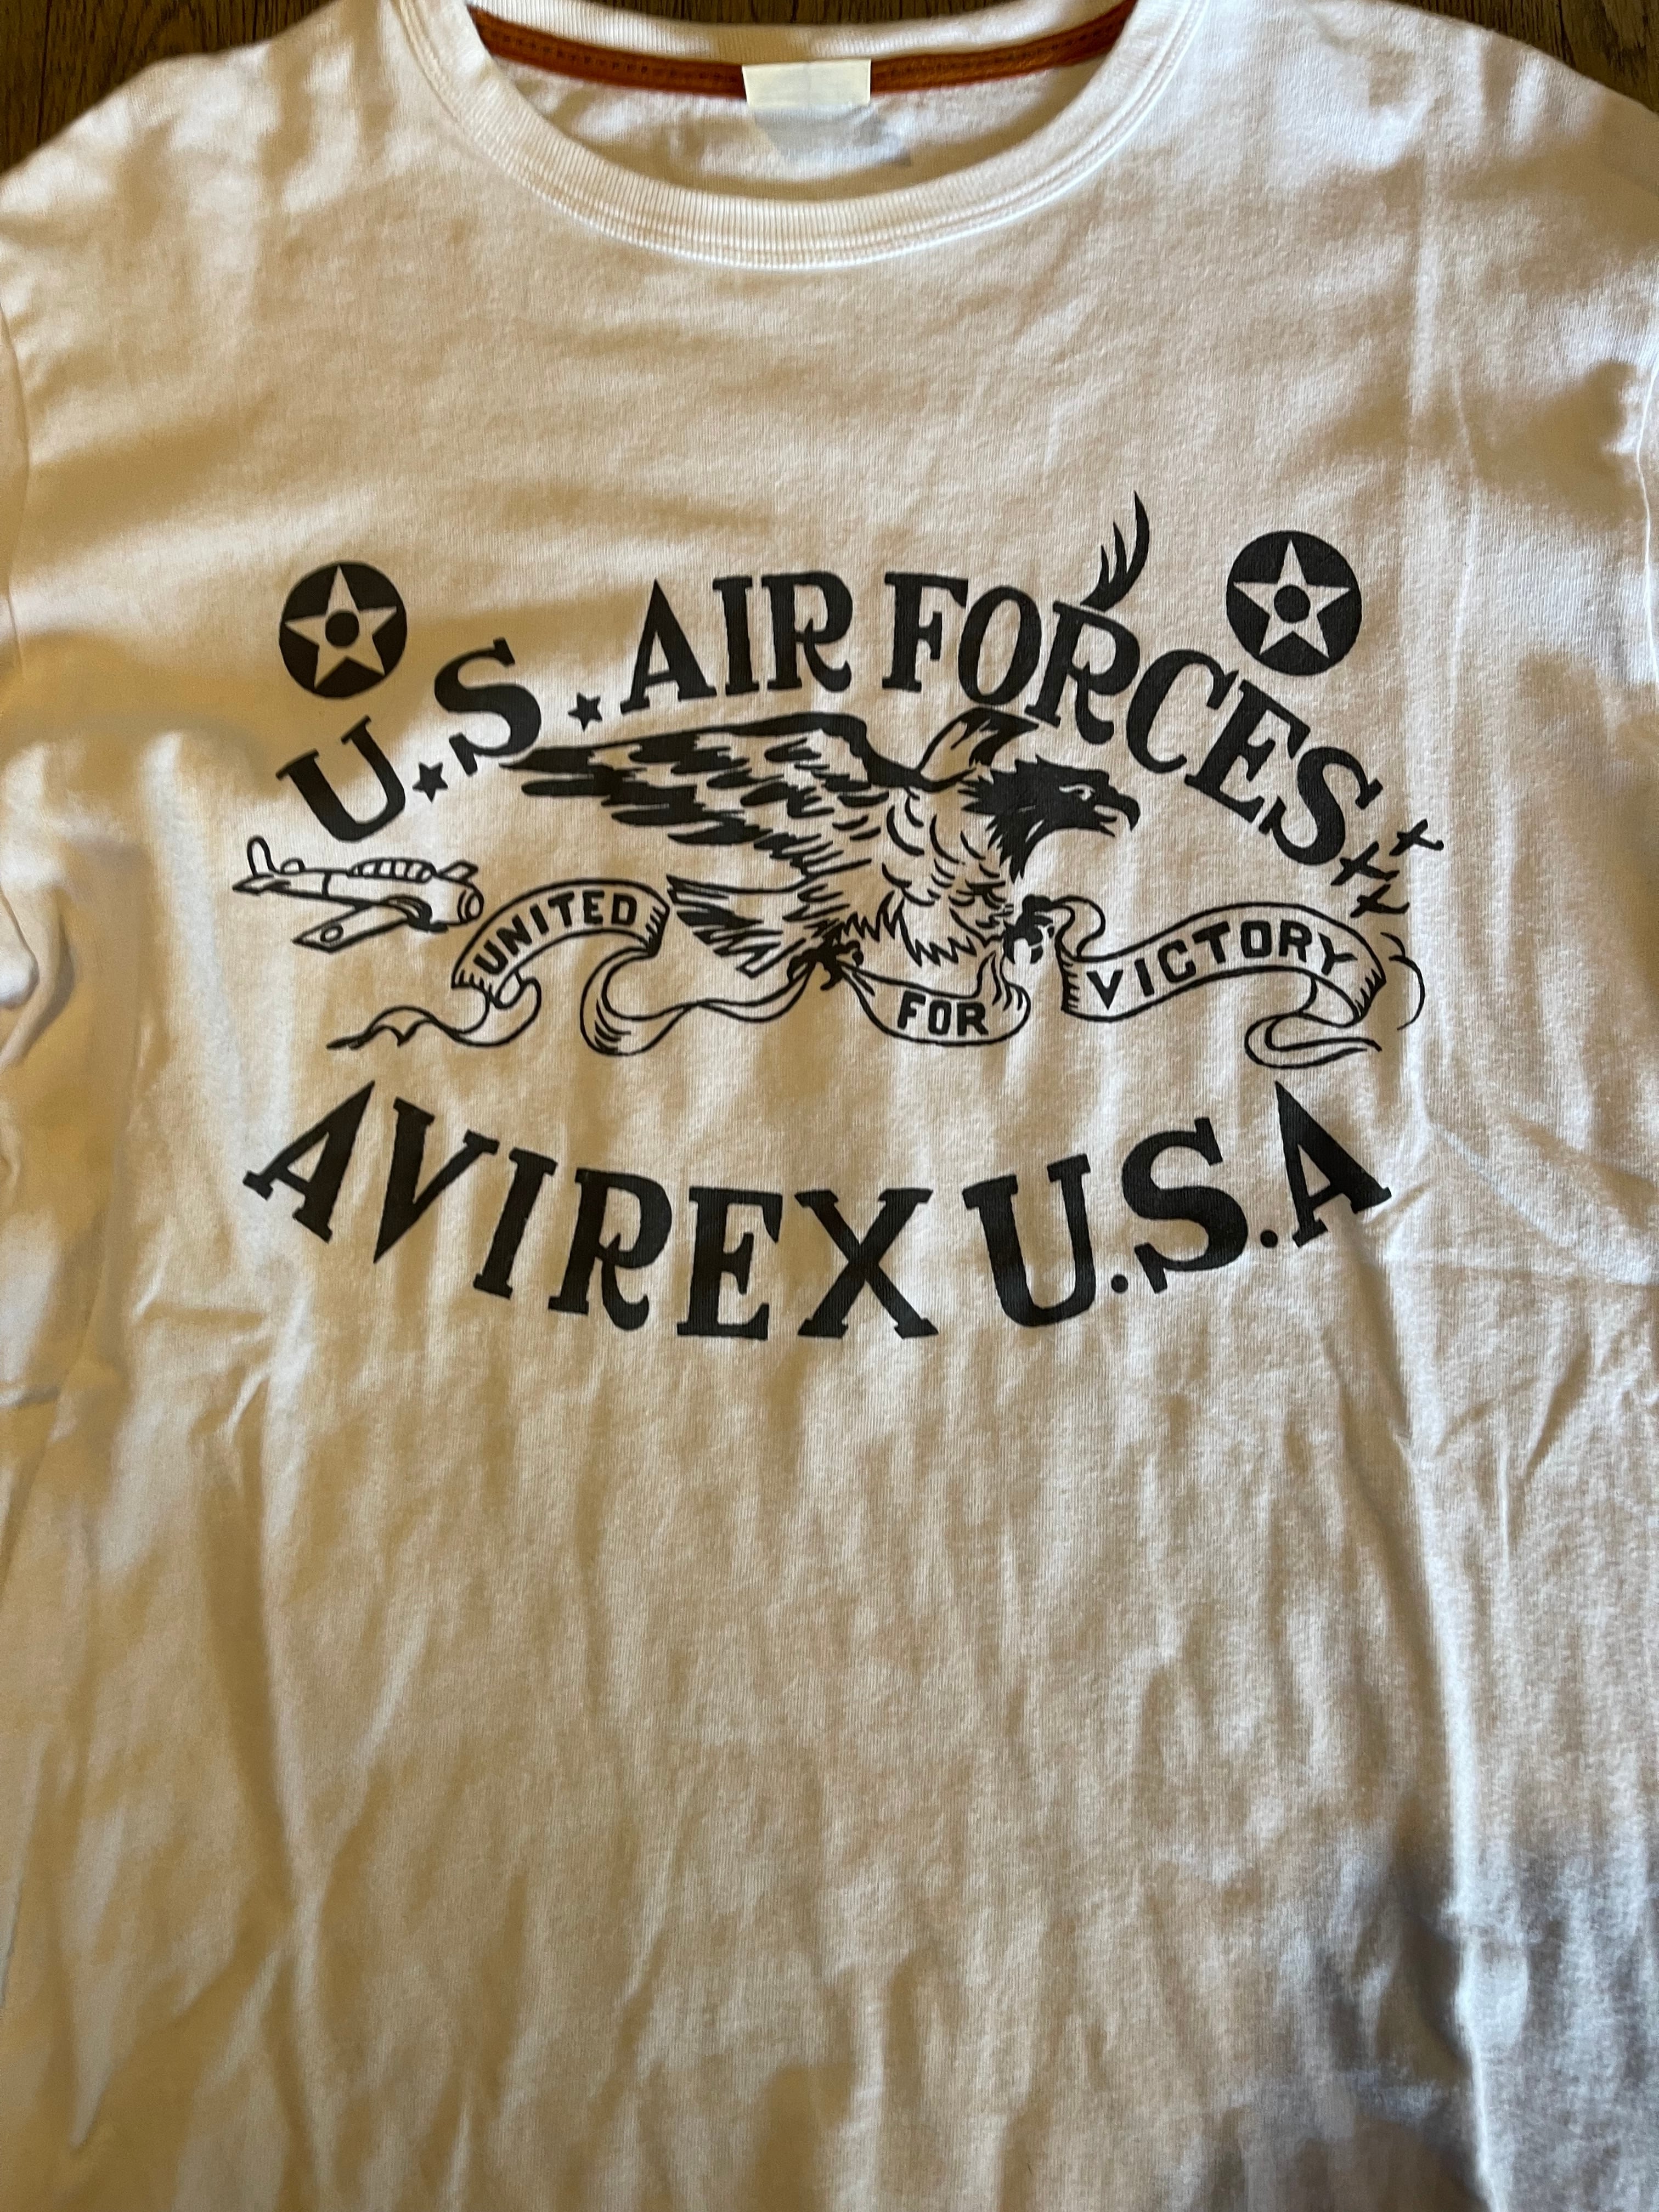 U.S. AIR FORCES
UNITED FOR VICTORY
AVIREX U.S.A